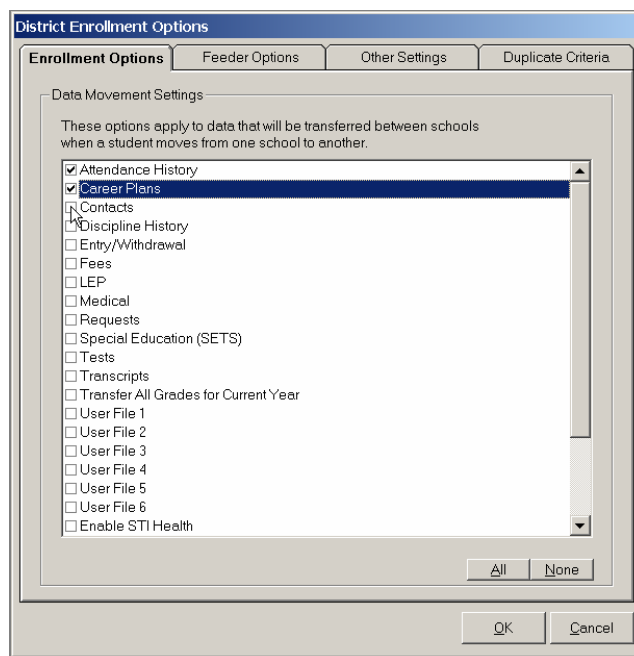 District Enrollment Options
Enrollment Options
Feeder Options
Other Settings
Duplicate Criteria
Data Movement Settings
These options apply to data that will be transferred between schools
when a student moves from one school to another.
Attendance History
Career Plans
Contacts
Discipline History
Entry/Withdrawal
Fees
LEP
Medical
Requests
Special Education (SETS)
Tests
Transcripts
Transfer All Grades for Current Year
User File 1
User File 2
User File 3
User File 4
User File 5
User File 6
Enable STI Health
All
None
OK
Cancel